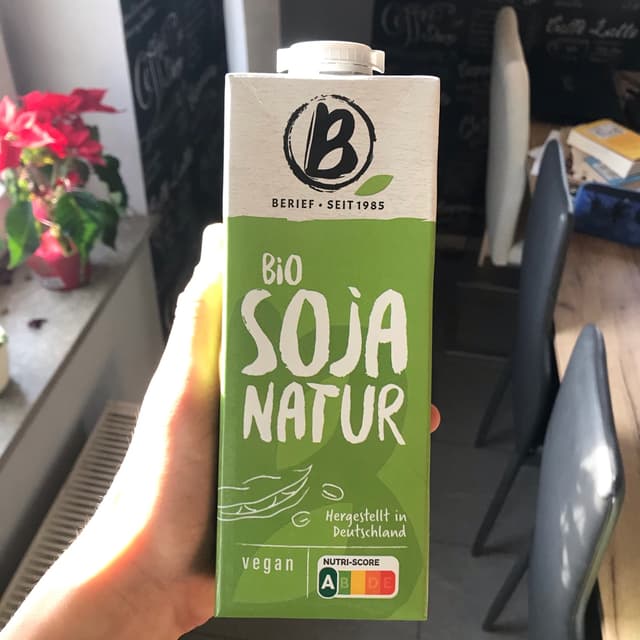 B
BERIEF • SEIT 1985
BiO
SOjA
NATUR
Hergestellt in
Deutschland
vegan
NUTRI-SCORE
A B C D E